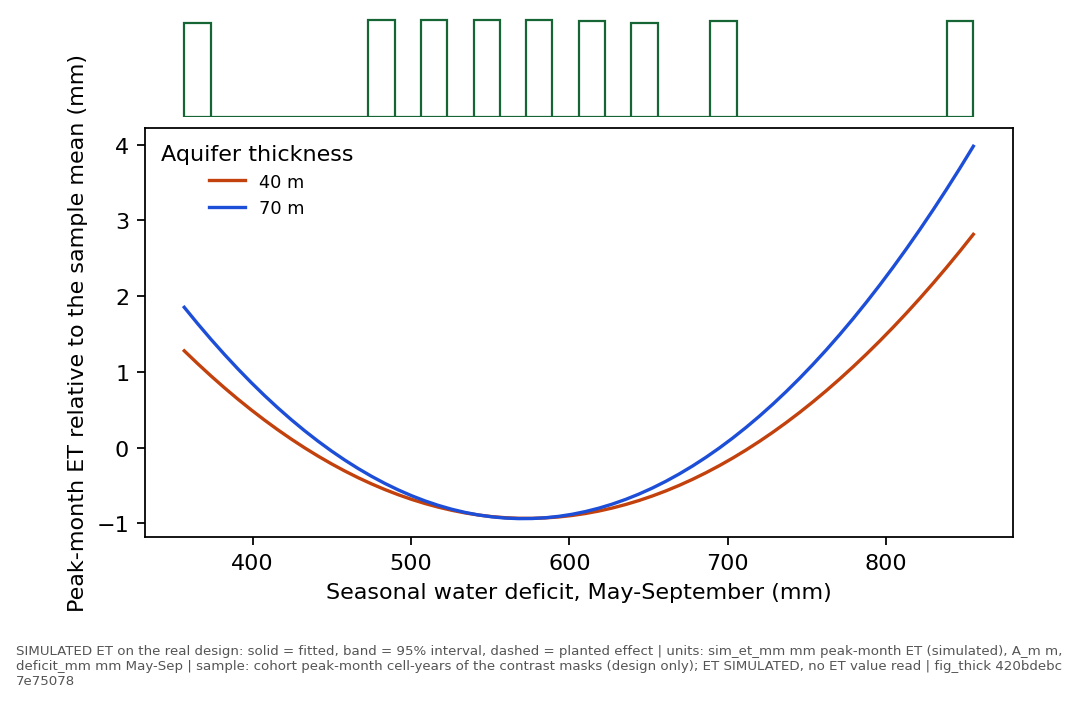 Peak-month ET relative to the sample mean (mm)
Aquifer thickness
40 m
70 m
4
3
2
1
0
−1
400 500 600 700 800
Seasonal water deficit, May-September (mm)
SIMULATED ET on the real design: solid = fitted, band = 95% interval, dashed = planted effect | units: sim_et_mm mm peak-month ET (simulated), A_m m,
deficit_mm mm May-Sep | sample: cohort peak-month cell-years of the contrast masks (design only); ET SIMULATED, no ET value read | fig_thick 420bdebc
7e75078